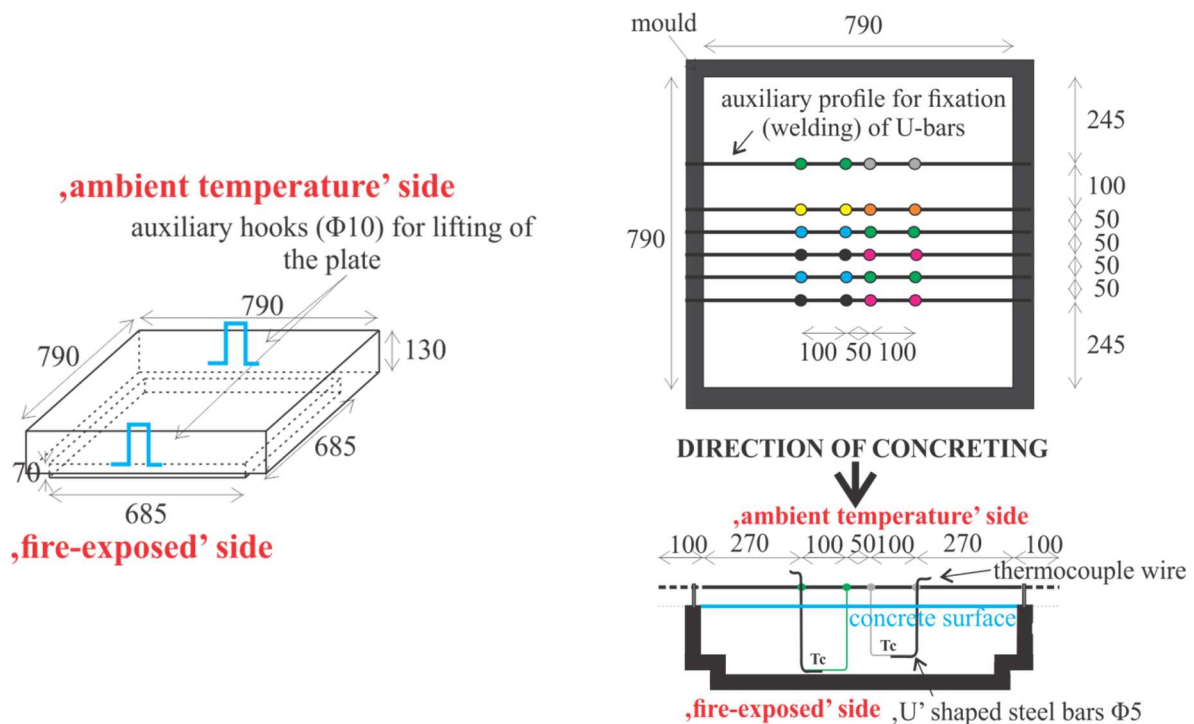 ‚ambient temperature’ side
auxiliary hooks (Φ10) for lifting of
the plate
790
790
130
685
70
685
‚fire-exposed’ side
mould
790
auxiliary profile for fixation
(welding) of U-bars
245
100
50
50
50
50
245
790
100 50 100
DIRECTION OF CONCRETING
‚ambient temperature’ side
100 270 100 50 100 270 100
thermocouple wire
concrete surface
Tc Tc
‚fire-exposed’ side ‚U’ shaped steel bars Φ5